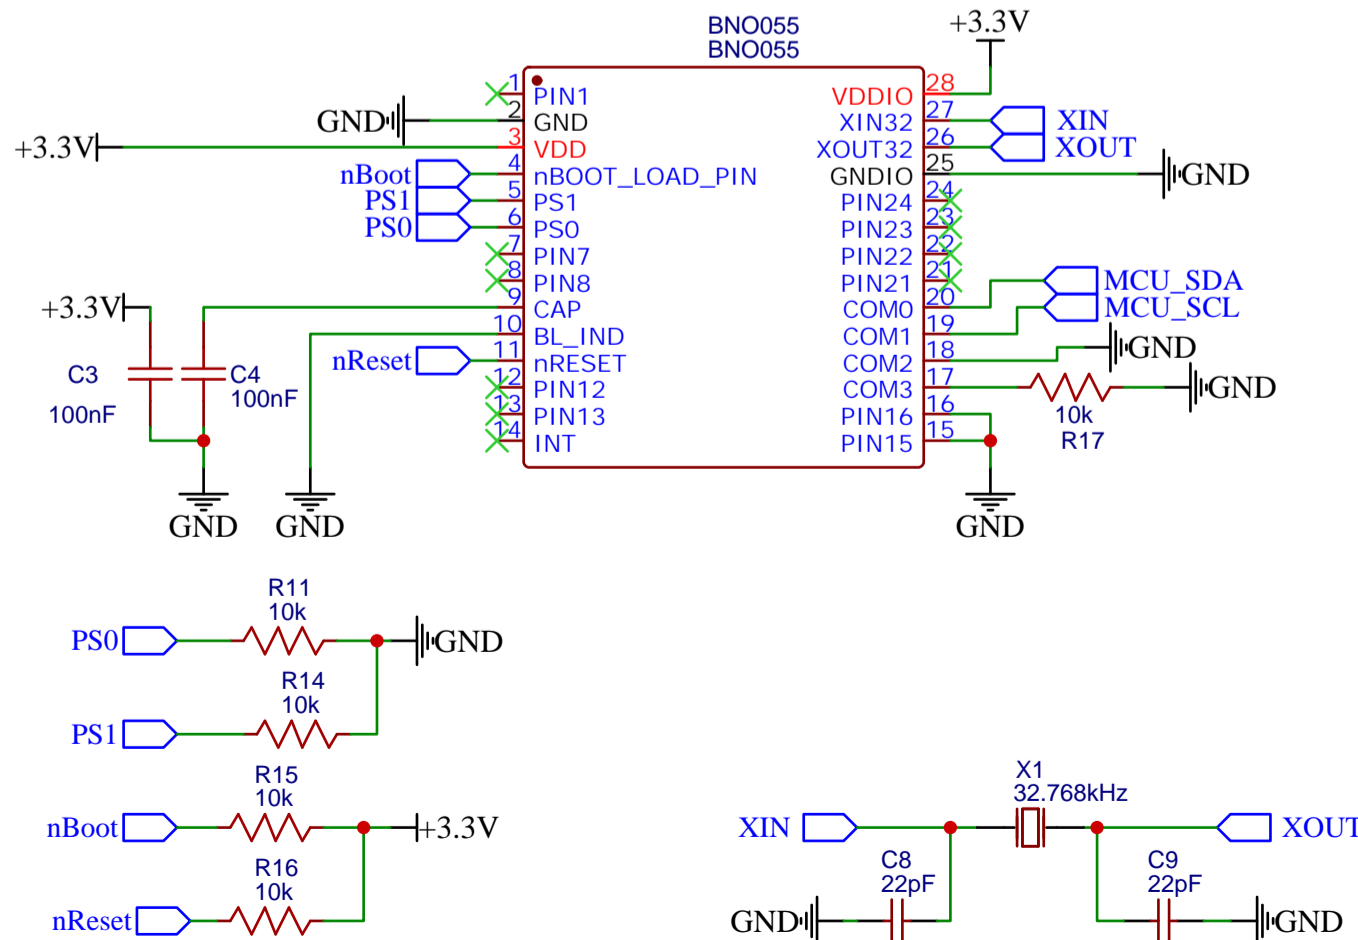 BNO055
BNO055
+3.3V
1 PIN1
2 GND
GND
3 VDD
+3.3V
4 nBOOT_LOAD_PIN
nBoot
5 PS1
PS1
6 PS0
PS0
7 PIN7
8 PIN8
9 CAP
+3.3V
10 BL_IND
11 nRESET
nReset
12 PIN12
13 PIN13
14 INT
VDDIO 28
XIN32 27 XIN
XOUT32 26 XOUT
GNDIO 25 GND
PIN24 24
PIN23 23
PIN22 22
PIN21 21
COM0 20 MCU_SDA
COM1 19 MCU_SCL
COM2 18 GND
COM3 17 GND
10k
R17
PIN16 16
PIN15 15
C3
100nF
C4
100nF
GND
GND
GND
R11
10k
PS0
GND
R14
10k
PS1
R15
10k
nBoot
+3.3V
R16
10k
nReset
X1
32.768kHz
XIN
XOUT
C8
22pF
C9
22pF
GND
GND